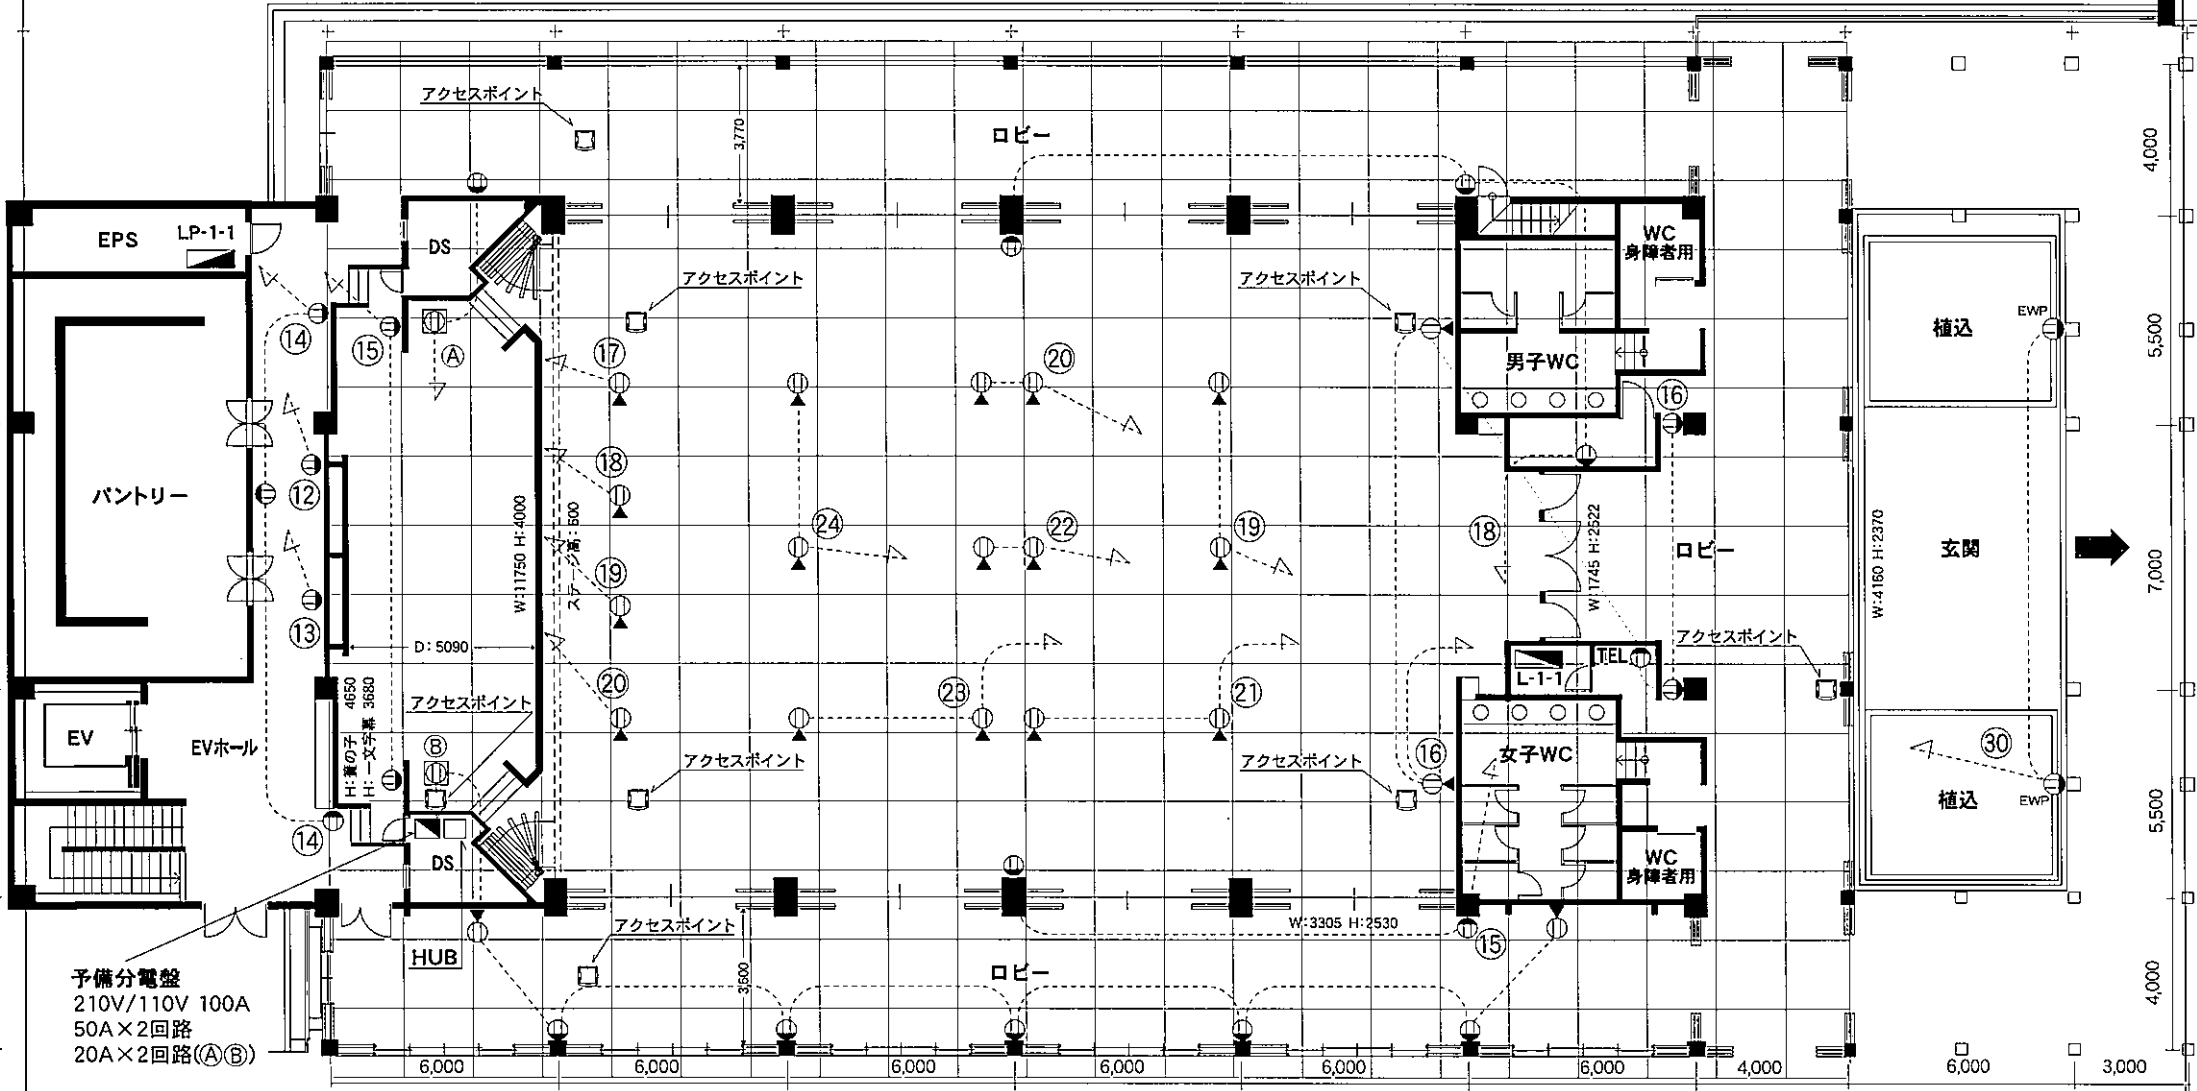 アクセスポイント
ロビー
3,770
4,000
EPS
LP-1-1
DS
WC
身障者用
アクセスポイント
アクセスポイント
EWP
植込
5,500
⑭
⑮
Ⓐ
⑰
⑳
男子WC
⑯
パントリー
⑫
⑱
W:11750 H:4000
ステージ高:600
㉔
㉒
⑲
⑱
W:1745 H:2522
ロビー
W:4160 H:2370
玄関
7,000
⑬
⑲
D:5090
アクセスポイント
TEL
L-1-1
H:簀の子 4650
H:一文字幕 3680
アクセスポイント
⑳
㉓
㉑
EV
EVホール
Ⓑ
アクセスポイント
アクセスポイント
⑯
女子WC
㉚
植込
EWP
5,500
⑭
DS
WC
身障者用
アクセスポイント
W:3305 H:2530
⑮
HUB
ロビー
3,600
4,000
予備分電盤
210V/110V 100A
50A×2回路
20A×2回路(ⒶⒷ)
6,000
6,000
6,000
6,000
6,000
6,000
4,000
6,000
3,000